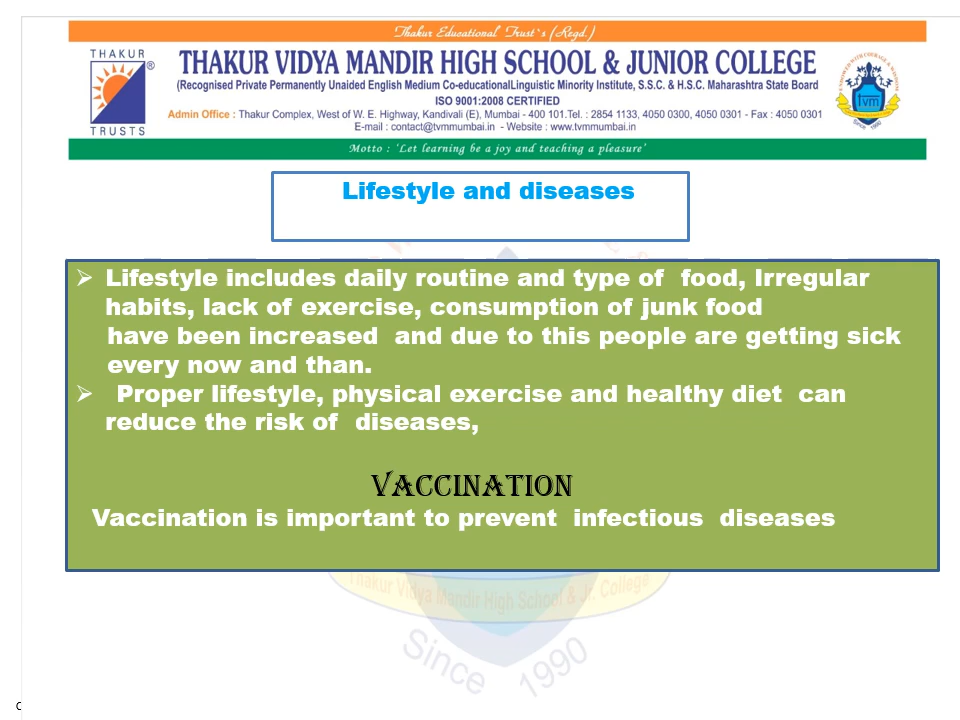 Thakur Educational Trust's (Regd.)
THAKUR
®
TRUSTS
THAKUR VIDYA MANDIR HIGH SCHOOL & JUNIOR COLLEGE
(Recognised Private Permanently Unaided English Medium Co-educationalLinguistic Minority Institute, S.S.C. & H.S.C. Maharashtra State Board
ISO 9001:2008 CERTIFIED
Admin Office : Thakur Complex, West of W. E. Highway, Kandivali (E), Mumbai - 400 101.Tel. : 2854 1133, 4050 0300, 4050 0301 - Fax : 4050 0301
E-mail : contact@tvmmumbai.in - Website : www.tvmmumbai.in
tvm
Since 1990
Motto : 'Let learning be a joy and teaching a pleasure'
Lifestyle and diseases
➢ Lifestyle includes daily routine and type of food, Irregular
habits, lack of exercise, consumption of junk food
have been increased and due to this people are getting sick
every now and than.
➢ Proper lifestyle, physical exercise and healthy diet can
reduce the risk of diseases,
VACCINATION
Vaccination is important to prevent infectious diseases
Thakur Vidya Mandir High School & Jr. College
Since 1990